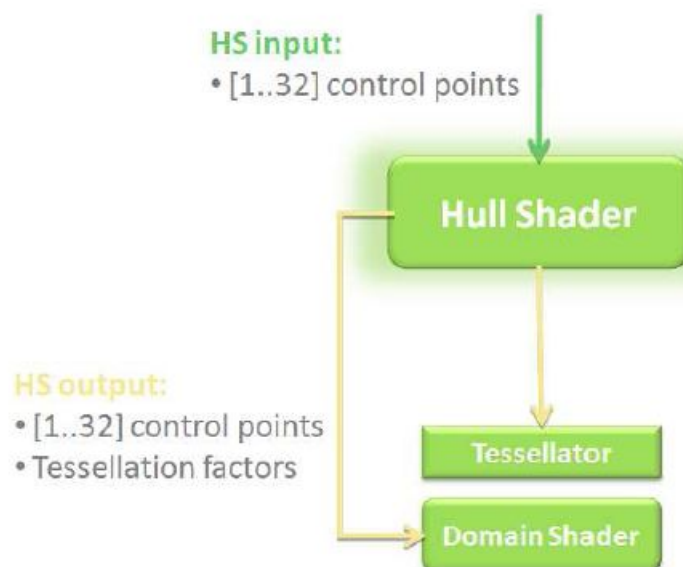 HS input:
• [1..32] control points
Hull Shader
HS output:
• [1..32] control points
• Tessellation factors
Tessellator
Domain Shader